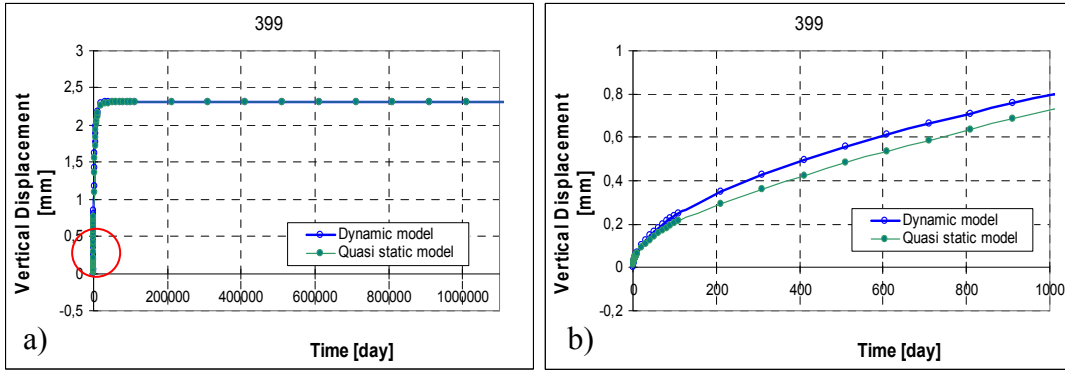 399
Vertical Displacement
[mm]
3
2,5
2
1,5
1
0,5
0
-0,5
0
200000
400000
600000
800000
1000000
Dynamic model
Quasi static model
a)
Time [day]
399
Vertical Displacement
[mm]
1
0,8
0,6
0,4
0,2
0
-0,2
0
200
400
600
800
1000
Dynamic model
Quasi static model
b)
Time [day]